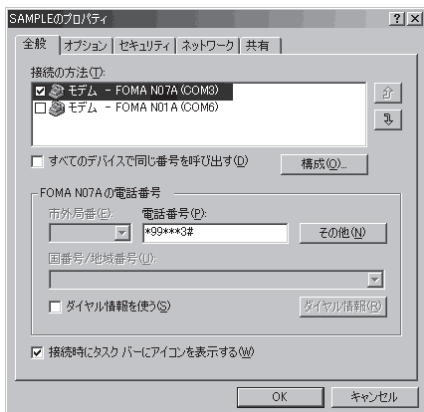 SAMPLEのプロパティ
全般 オプション セキュリティ ネットワーク 共有
接続の方法(T):
モデム - FOMA N07A (COM3)
モデム - FOMA N01A (COM6)
すべてのデバイスで同じ番号を呼び出す(D) 構成(O)...
FOMA N07Aの電話番号
市外局番(E): 電話番号(P):
*99***3# その他(N)
国番号/地域番号(U):
ダイヤル情報を使う(S) ダイヤル情報(R)
接続時にタスク バーにアイコンを表示する(W)
OK キャンセル